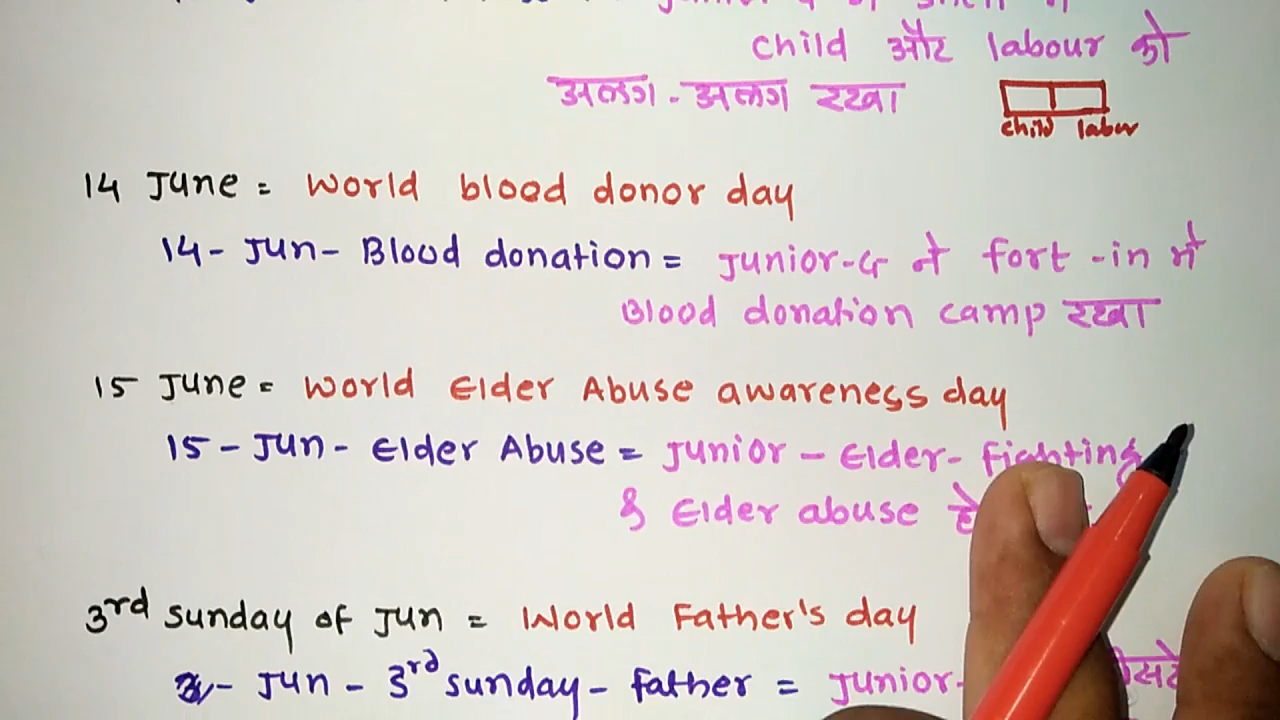 child और labour को
अलग-अलग रखा
child labur
14 June = World blood donor day
14- Jun- Blood donation = Junior-G ने fort-in में
Blood donation camp रखा
15 June = World Elder Abuse awareness day
15 - Jun - Elder Abuse = Junior - Elder- fighting
& Elder abuse
3rd sunday of Jun = World Father's day
- Jun - 3rd sunday - father = Junior-